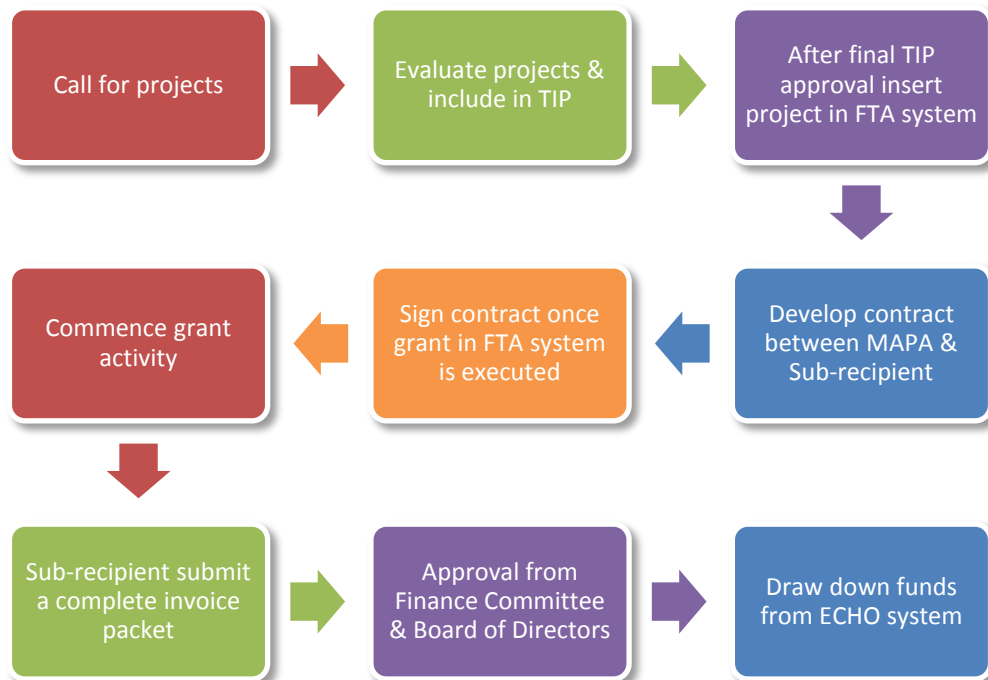 Call for projects
Evaluate projects &
include in TIP
After final TIP
approval insert
project in FTA system
Develop contract
between MAPA &
Sub-recipient
Sign contract once
grant in FTA system
is executed
Commence grant
activity
Sub-recipient submit
a complete invoice
packet
Approval from
Finance Committee
& Board of Directors
Draw down funds
from ECHO system